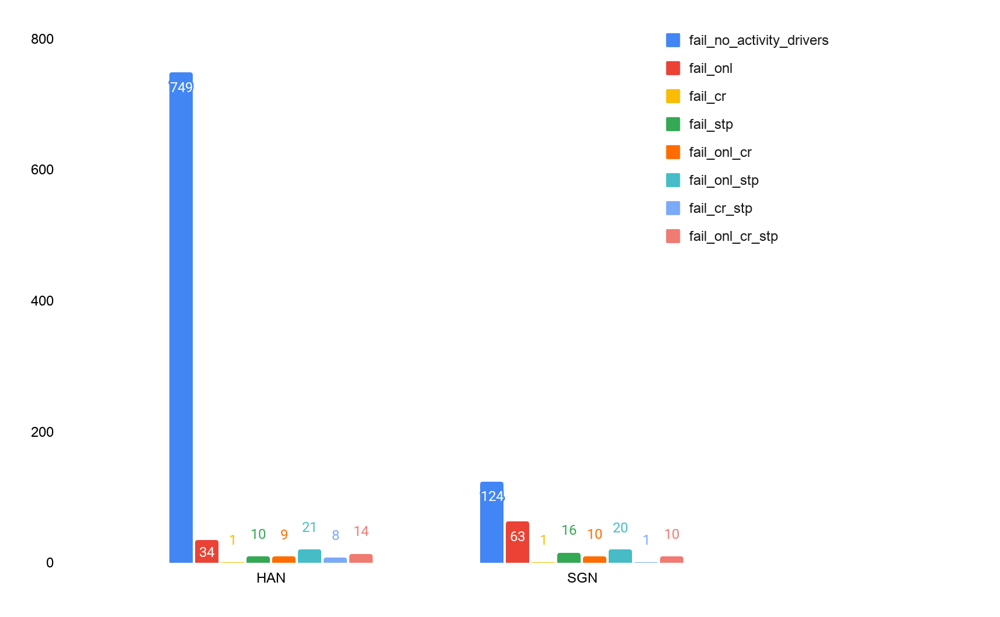 800
600
400
200
0
749
34
1
10
9
21
8
14
HAN
124
63
1
16
10
20
1
10
SGN
fail_no_activity_drivers
fail_onl
fail_cr
fail_stp
fail_onl_cr
fail_onl_stp
fail_cr_stp
fail_onl_cr_stp